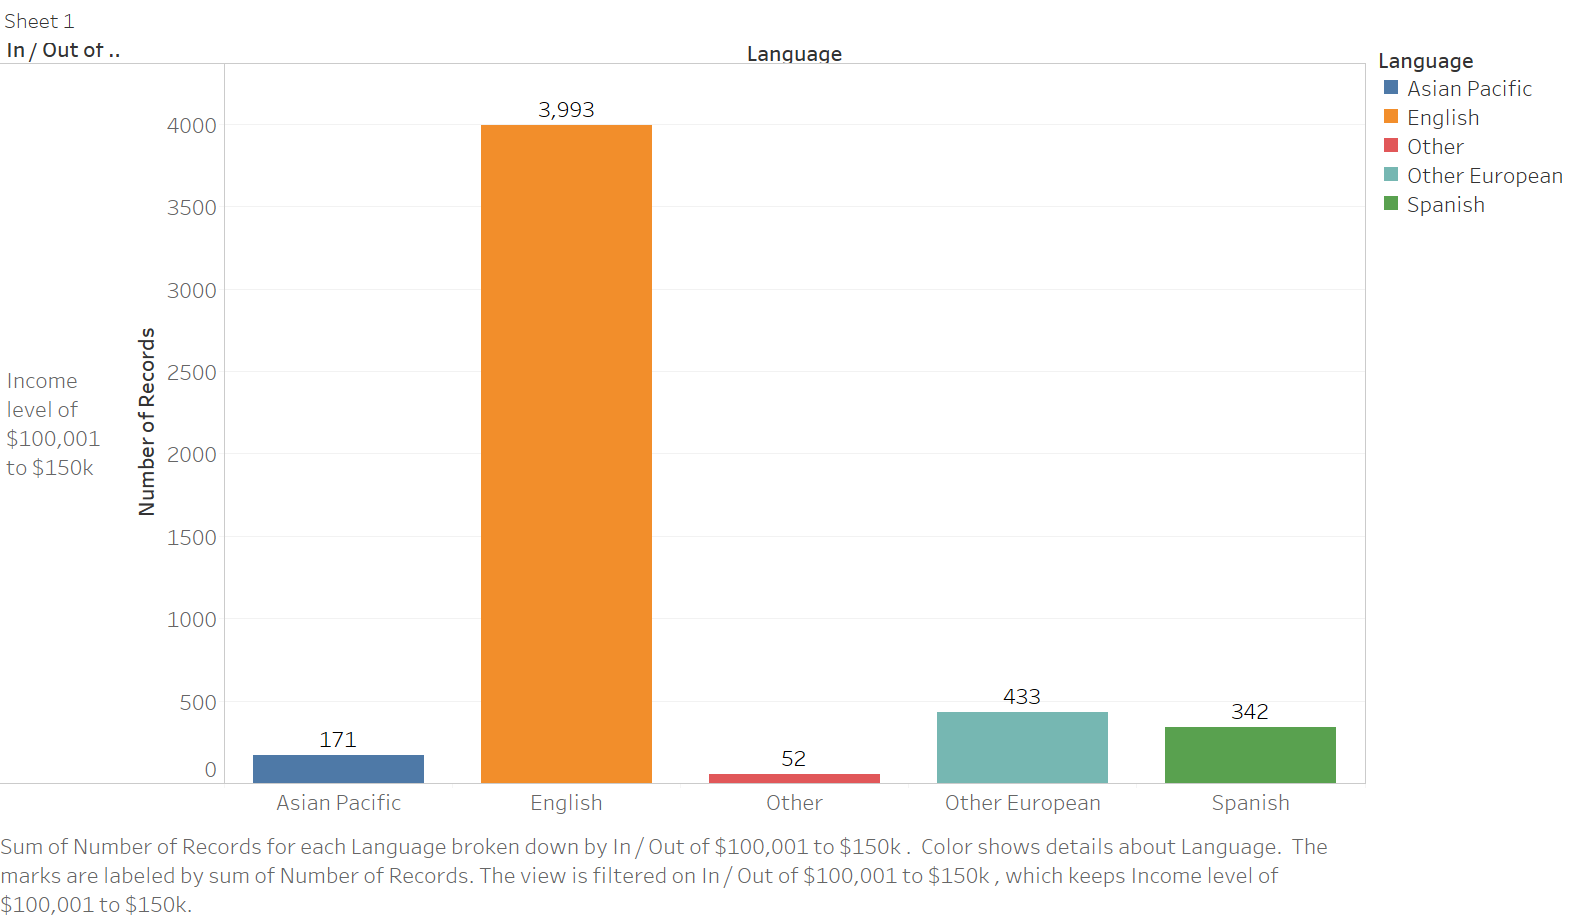 Sheet 1
In / Out of ..
Language
Income
level of
$100,001
to $150k
Number of Records
4000
3500
3000
2500
2000
1500
1000
500
0
171
3,993
52
433
342
Asian Pacific
English
Other
Other European
Spanish
Language
Asian Pacific
English
Other
Other European
Spanish
Sum of Number of Records for each Language broken down by In / Out of $100,001 to $150k .  Color shows details about Language.  The
marks are labeled by sum of Number of Records. The view is filtered on In / Out of $100,001 to $150k , which keeps Income level of
$100,001 to $150k.